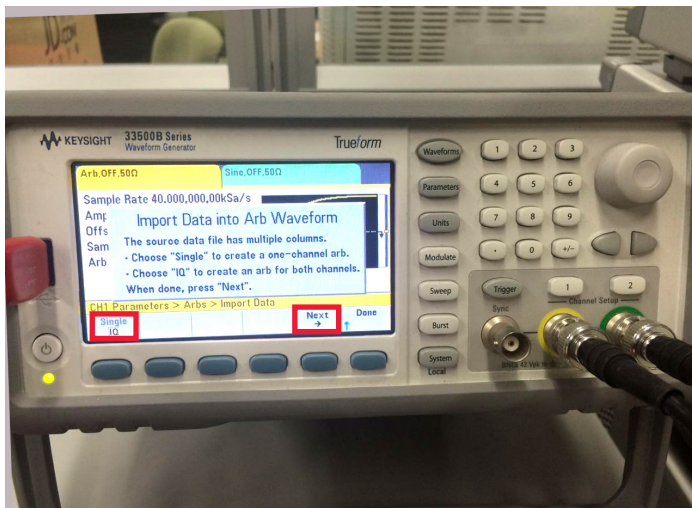 JD.COM
KEYSIGHT 33500B Series
Waveform Generator
Trueform
Arb,OFF,50Ω
Sine,OFF,50Ω
Sample Rate 40.000,000,00kSa/s
Amp
Offs
Sam
Arb
Import Data into Arb Waveform
The source data file has multiple columns.
- Choose "Single" to create a one-channel arb.
- Choose "IQ" to create an arb for both channels.
When done, press "Next".
CH1 Parameters > Arbs > Import Data
Single
IQ
Next
→
Done
↑
Waveforms
Parameters
Units
Modulate
Sweep
Burst
System
Local
1 2 3
4 5 6
7 8 9
. 0 +/-
Trigger
1
2
Channel Setup
Sync
42 Vpk